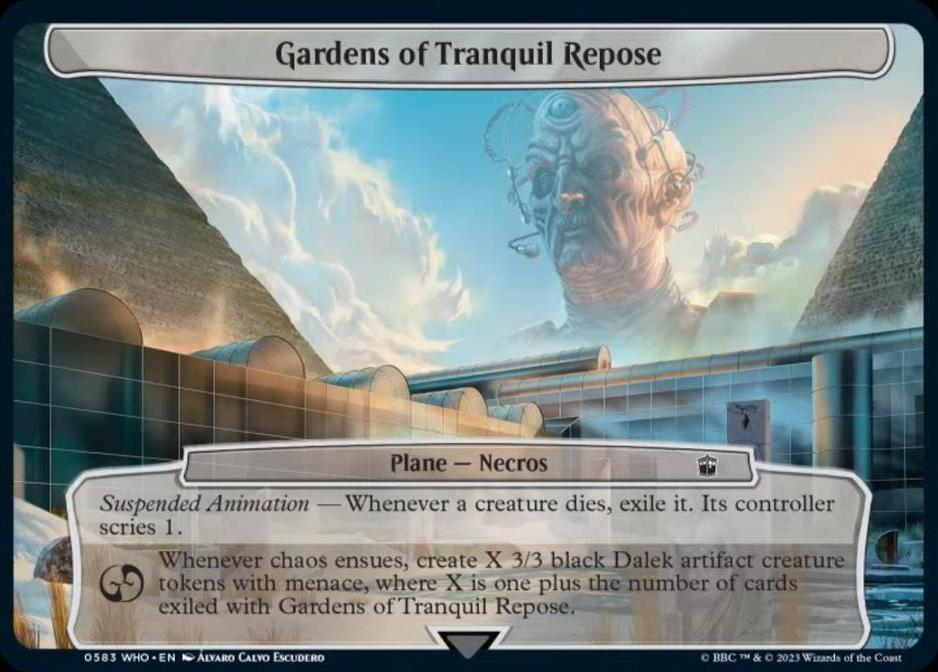 Gardens of Tranquil Repose
Plane — Necros
Suspended Animation — Whenever a creature dies, exile it. Its controller
scries 1.
Whenever chaos ensues, create X 3/3 black Dalek artifact creature
tokens with menace, where X is one plus the number of cards
exiled with Gardens of Tranquil Repose.
0583 WHO • EN Álvaro Calvo Escudero
© BBC ™ & © 2023 Wizards of the Coast